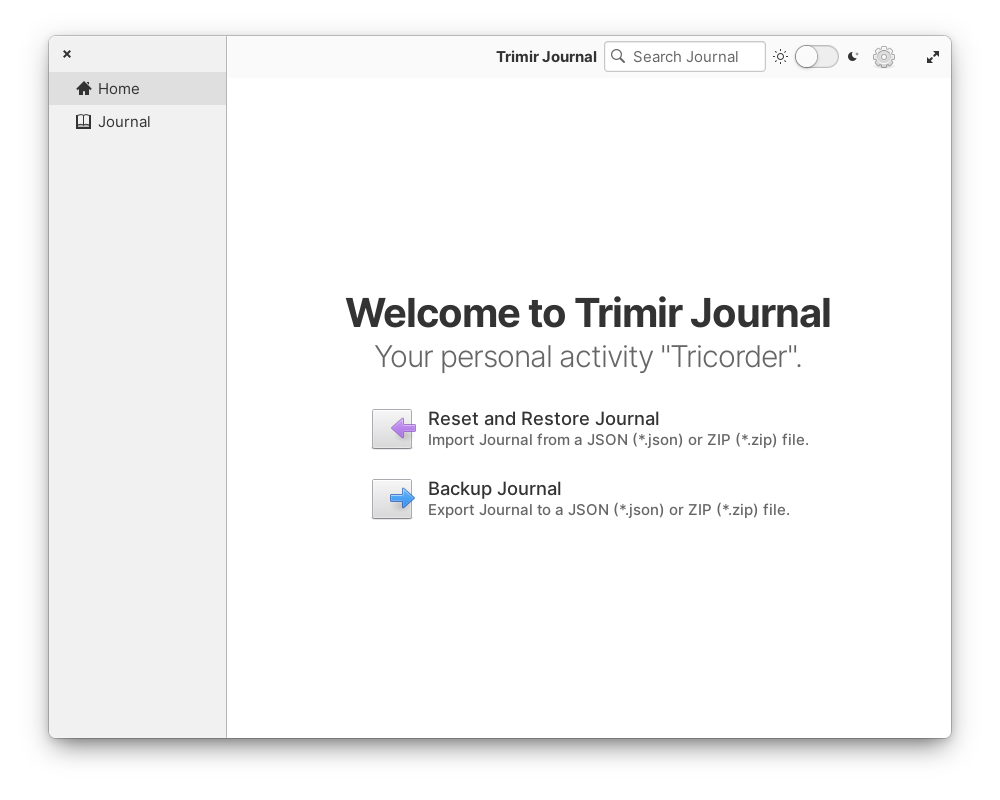 Trimir Journal
Search Journal
Home
Journal
Welcome to Trimir Journal
Your personal activity "Tricorder".
Reset and Restore Journal
Import Journal from a JSON (*.json) or ZIP (*.zip) file.
Backup Journal
Export Journal to a JSON (*.json) or ZIP (*.zip) file.